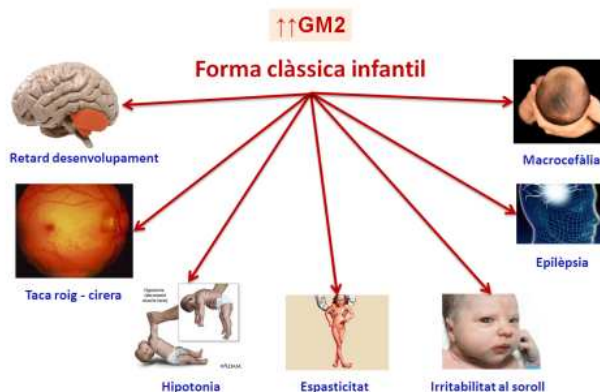 ↑↑GM2
Forma clàssica infantil
Retard desenvolupament
Macrocefàlia
Taca roig - cirera
Epilèpsia
Hipotonia
Espasticitat
Irritabilitat al soroll